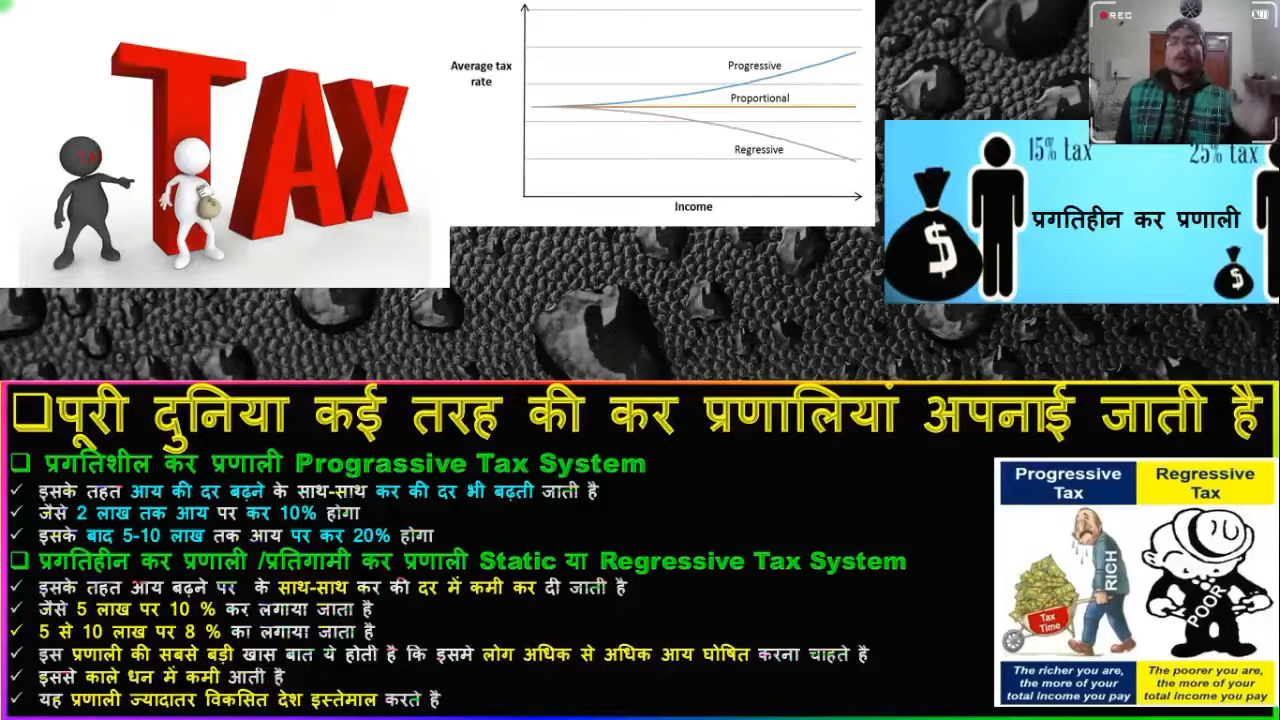 TAX
Average tax
rate
Progressive
Proportional
Regressive
Income
REC
15% tax
25% tax
प्रगतिहीन कर प्रणाली
$
$
❑पूरी दुनिया कई तरह की कर प्रणालियां अपनाई जाती है
❑ प्रगतिशील कर प्रणाली Prograssive Tax System
✓ इसके तहत आय की दर बढ़ने के साथ-साथ कर की दर भी बढ़ती जाती है
✓ जैसे 2 लाख तक आय पर कर 10% होगा
✓ इसके बाद 5-10 लाख तक आय पर कर 20% होगा
❑ प्रगतिहीन कर प्रणाली /प्रतिगामी कर प्रणाली Static या Regressive Tax System
✓ इसके तहत आय बढ़ने पर के साथ-साथ कर की दर में कमी कर दी जाती है
✓ जैसे 5 लाख पर 10 % कर लगाया जाता है
✓ 5 से 10 लाख पर 8 % का लगाया जाता है
✓ इस प्रणाली की सबसे बड़ी खास बात ये होती है कि इसमे लोग अधिक से अधिक आय घोषित करना चाहते है
✓ इससे काले धन में कमी आती है
✓ यह प्रणाली ज्यादातर विकसित देश इस्तेमाल करते है
Progressive
Tax
Regressive
Tax
RICH
Tax
Time
POOR
The richer you are,
the more of your
total income you pay
The poorer you are,
the more of your
total income you pay